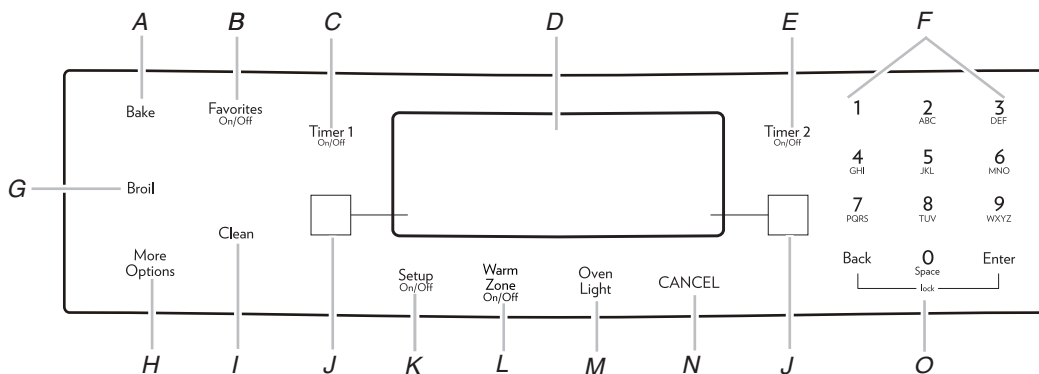 A B C D E F
Bake
Favorites
On/Off
Timer 1
On/Off
Timer 2
On/Off
1 2 3
ABC DEF
4 5 6
GHI JKL MNO
7 8 9
PQRS TUV WXYZ
Back 0 Enter
Space
lock
G Broil
Clean
More
Options
Setup
On/Off
Warm
Zone
On/Off
Oven
Light
CANCEL
H I J K L M N J O